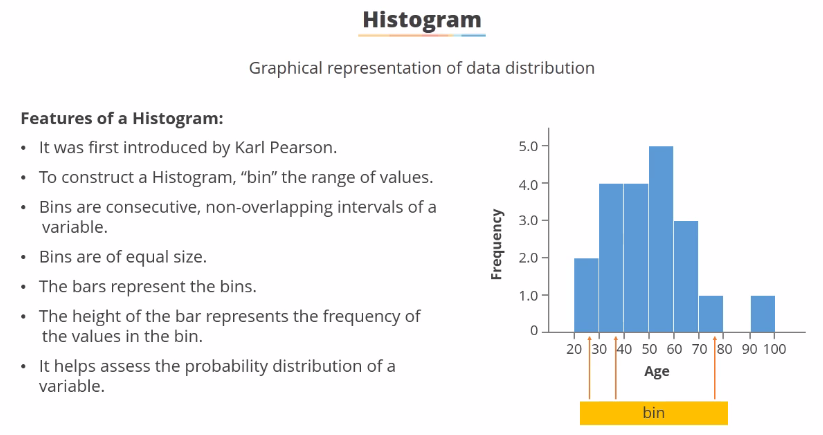 Histogram
Graphical representation of data distribution
Features of a Histogram:
• It was first introduced by Karl Pearson.
• To construct a Histogram, “bin” the range of values.
• Bins are consecutive, non-overlapping intervals of a
variable.
• Bins are of equal size.
• The bars represent the bins.
• The height of the bar represents the frequency of
the values in the bin.
• It helps assess the probability distribution of a
variable.
Frequency
5.0
4.0
3.0
2.0
1.0
0
20 30 40 50 60 70 80 90 100
Age
bin